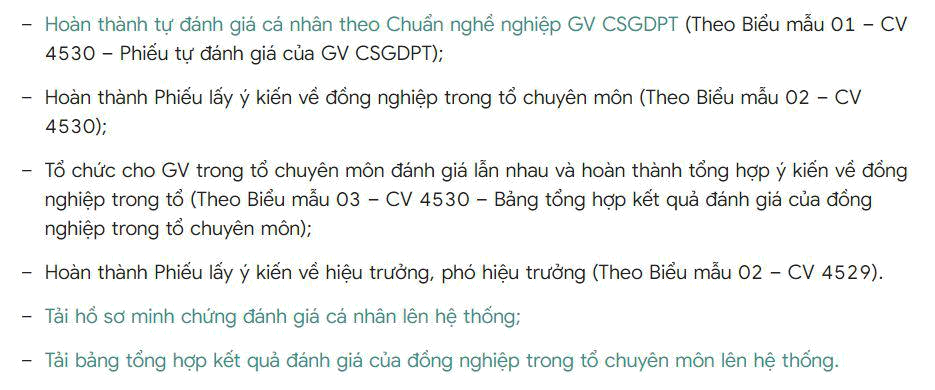 – Hoàn thành tự đánh giá cá nhân theo Chuẩn nghề nghiệp GV CSGDPT (Theo Biểu mẫu 01 – CV
4530 – Phiếu tự đánh giá của GV CSGDPT);
– Hoàn thành Phiếu lấy ý kiến về đồng nghiệp trong tổ chuyên môn (Theo Biểu mẫu 02 – CV
4530);
– Tổ chức cho GV trong tổ chuyên môn đánh giá lẫn nhau và hoàn thành tổng hợp ý kiến về đồng
nghiệp trong tổ (Theo Biểu mẫu 03 – CV 4530 – Bảng tổng hợp kết quả đánh giá của đồng
nghiệp trong tổ chuyên môn);
– Hoàn thành Phiếu lấy ý kiến về hiệu trưởng, phó hiệu trưởng (Theo Biểu mẫu 02 – CV 4529).
– Tải hồ sơ minh chứng đánh giá cá nhân lên hệ thống;
– Tải bảng tổng hợp kết quả đánh giá của đồng nghiệp trong tổ chuyên môn lên hệ thống.